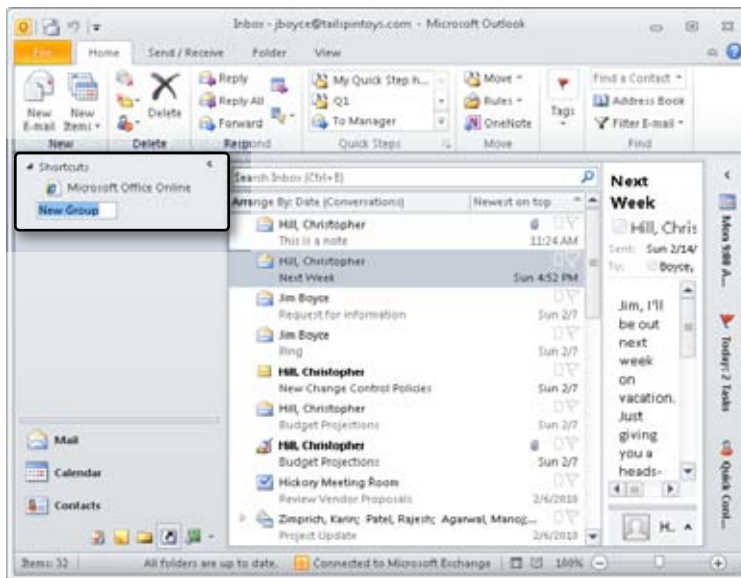 Inbox - jboyce@tailspintoys.com - Microsoft Outlook
File Home Send / Receive Folder View
New E-mail
New Items
Delete
Reply
Reply All
Forward
My Quick Step h...
Q1
To Manager
Move
Rules
OneNote
Tags
Find a Contact
Address Book
Filter E-mail
New Delete Respond Quick Steps Move Find
Shortcuts
Microsoft Office Online
New Group
Mail
Calendar
Contacts
Search Inbox (Ctrl+E)
Arrange By: Date (Conversations) Newest on top
Hill, Christopher
This is a note 11:24 AM
Hill, Christopher
Next Week Sun 4:52 PM
Jim Boyce
Request for information Sun 2/7
Jim Boyce
Ping Sun 2/7
Hill, Christopher
New Change Control Policies Sun 2/7
Hill, Christopher
Budget Projections Sun 2/7
Hill, Christopher
Budget Projections Sun 2/7
Hickory Meeting Room
Review Vendor Proposals 2/6/2010
Zimprich, Karin; Patel, Rajesh; Agarwal, Manoj;...
Project Update 2/6/2010
Next
Week
Hill, Chris
Sent: Sun 2/14/
To: Boyce,
Jim, I'll
be out
next
week
on
vacation.
Just
giving
you a
heads-
H..
Mon 9:00 A...
Today: 2 Tasks
Quick Cont...
Items: 32 All folders are up to date. Connected to Microsoft Exchange 100%